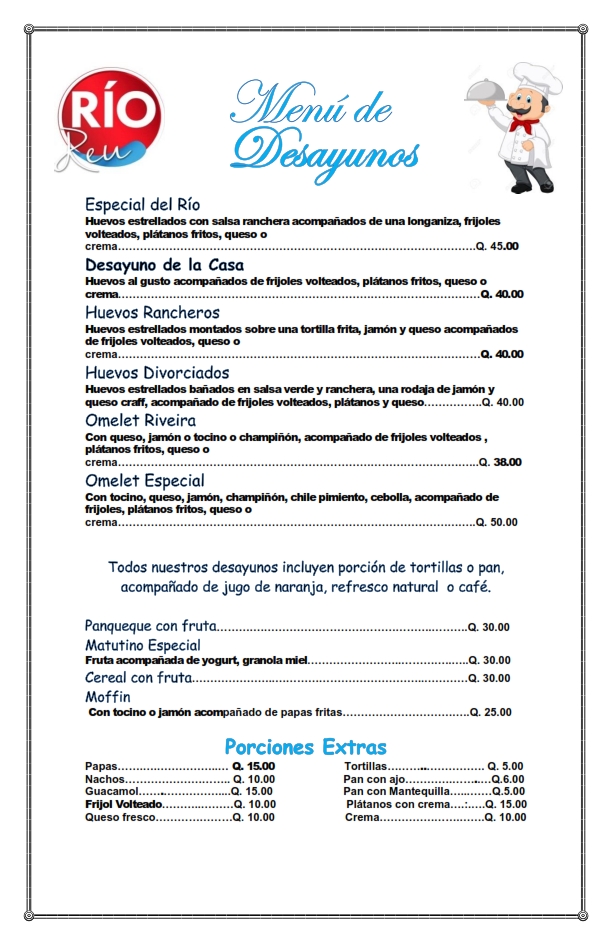 RÍO
Reu
Menú de
Desayunos
Especial del Río
Huevos estrellados con salsa ranchera acompañados de una longaniza, frijoles
volteados, plátanos fritos, queso o
crema.......................................................Q. 45.00
Desayuno de la Casa
Huevos al gusto acompañados de frijoles volteados, plátanos fritos, queso o
crema.......................................................Q. 40.00
Huevos Rancheros
Huevos estrellados montados sobre una tortilla frita, jamón y queso acompañados
de frijoles volteados, queso o
crema.......................................................Q. 40.00
Huevos Divorciados
Huevos estrellados bañados en salsa verde y ranchera, una rodaja de jamón y
queso craff, acompañado de frijoles volteados, plátanos y queso................Q. 40.00
Omelet Riveira
Con queso, jamón o tocino o champiñón, acompañado de frijoles volteados ,
plátanos fritos, queso o
crema.......................................................Q. 38.00
Omelet Especial
Con tocino, queso, jamón, champiñón, chile pimiento, cebolla, acompañado de
frijoles, plátanos fritos, queso o
crema.......................................................Q. 50.00
Todos nuestros desayunos incluyen porción de tortillas o pan,
acompañado de jugo de naranja, refresco natural o café.
Panqueque con fruta.......................................Q. 30.00
Matutino Especial
Fruta acompañada de yogurt, granola miel.........................Q. 30.00
Cereal con fruta............................................Q. 30.00
Moffin
Con tocino o jamón acompañado de papas fritas.......................Q. 25.00
Porciones Extras
Papas........................ Q. 15.00
Nachos........................ Q. 10.00
Guacamol......................Q. 15.00
Frijol Volteado..................Q. 10.00
Queso fresco...................Q. 10.00
Tortillas........................ Q. 5.00
Pan con ajo......................Q.6.00
Pan con Mantequilla...........Q.5.00
Plátanos con crema....:.....Q. 15.00
Crema..........................Q. 10.00